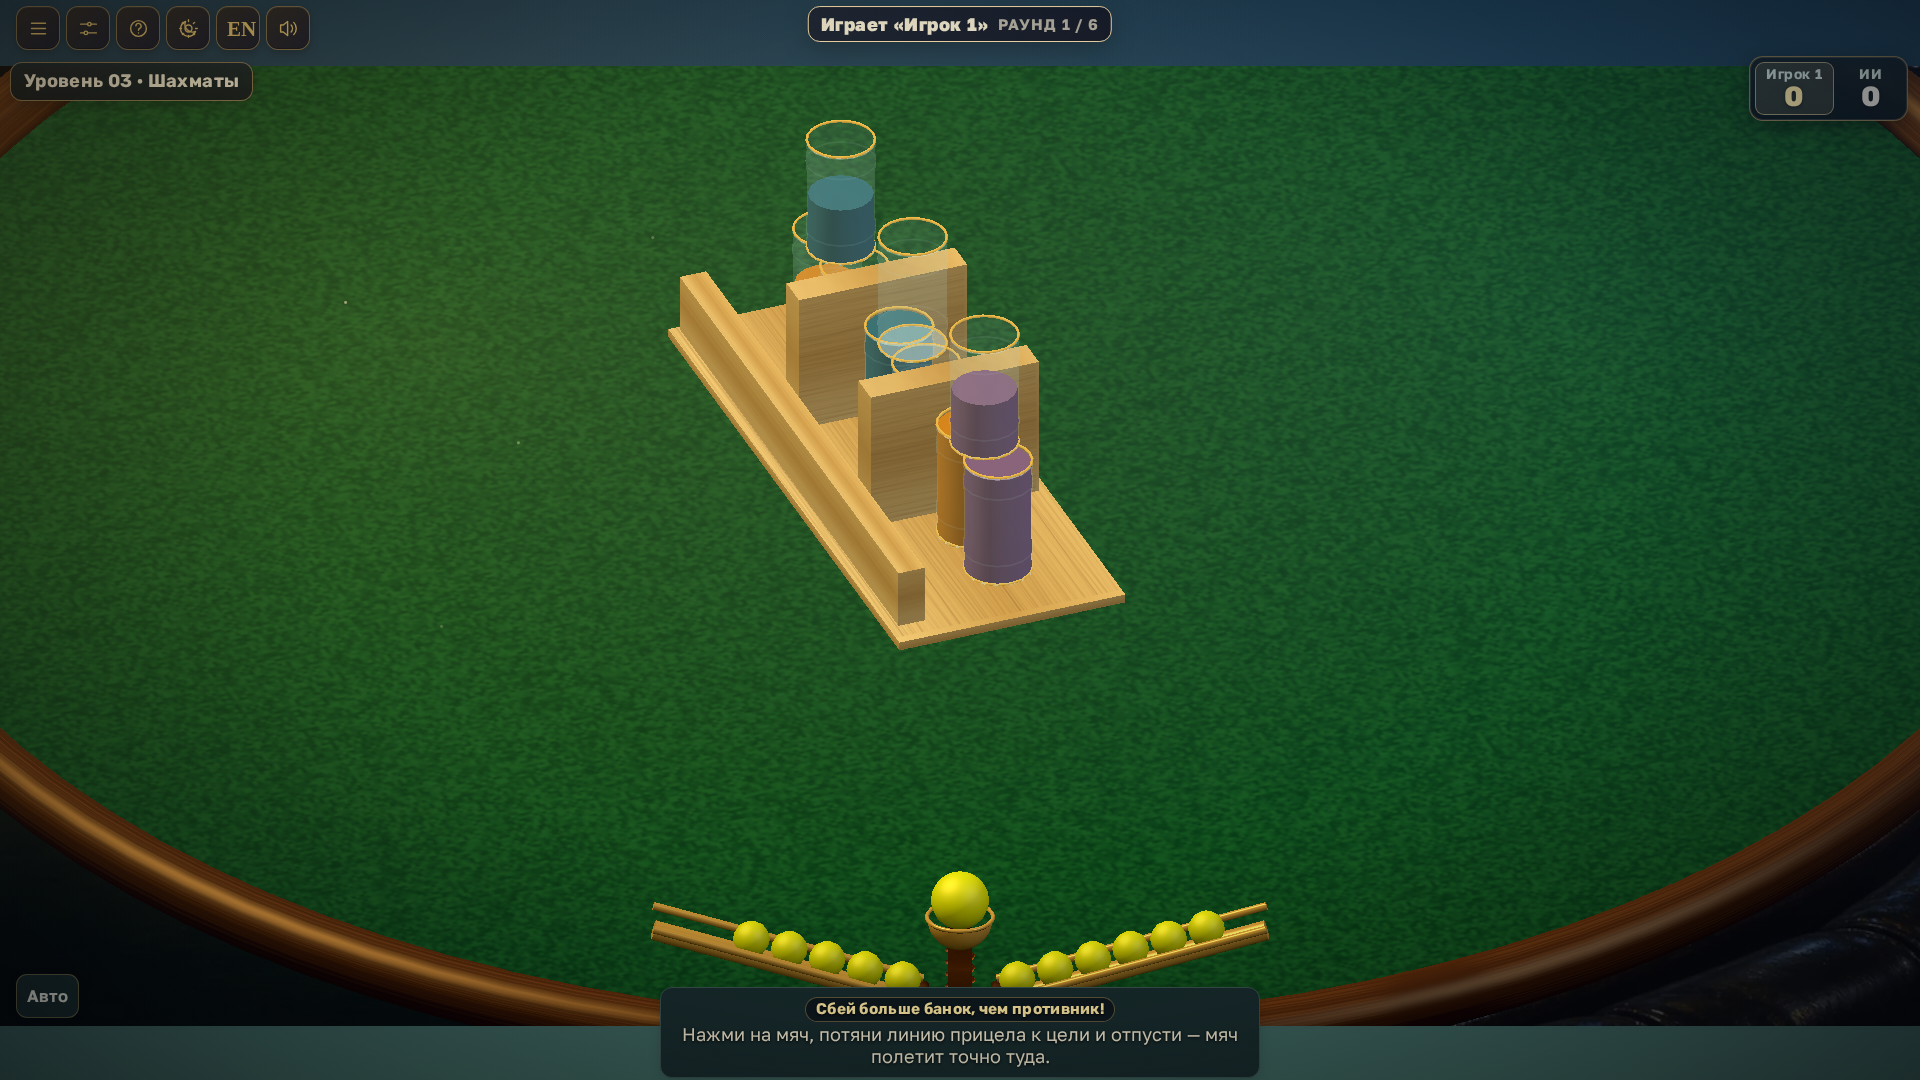 EN
Играет «Игрок 1» РАУНД 1 / 6
Уровень 03 • Шахматы
Игрок 1 ИИ
0 0
Авто
Сбей больше банок, чем противник!
Нажми на мяч, потяни линию прицела к цели и отпусти — мяч
полетит точно туда.